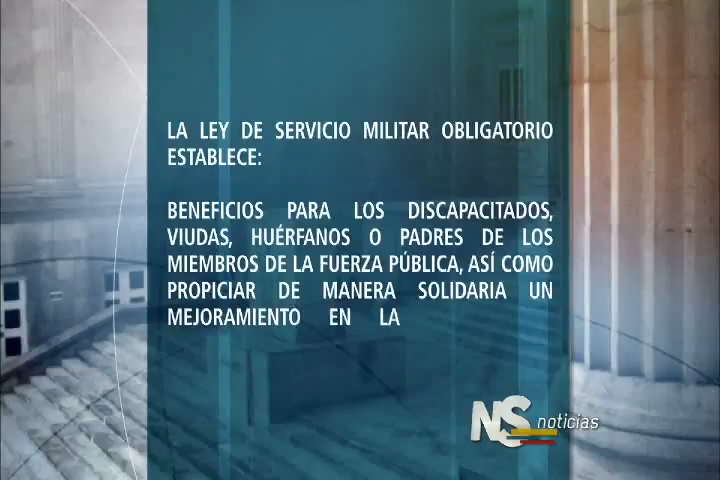 LA LEY DE SERVICIO MILITAR OBLIGATORIO
ESTABLECE:
BENEFICIOS PARA LOS DISCAPACITADOS,
VIUDAS, HUÉRFANOS O PADRES DE LOS
MIEMBROS DE LA FUERZA PÚBLICA, ASÍ COMO
PROPICIAR DE MANERA SOLIDARIA UN
MEJORAMIENTO EN LA
NS noticias